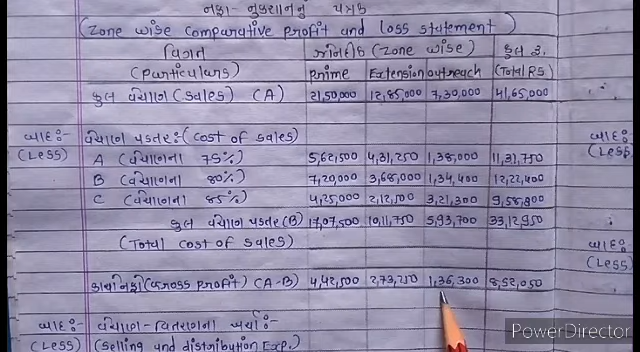 નફા-નુકશાનનું પત્રક
(Zone wise comparative profit and loss statement)
વિગત (Particulars) ઝોનદીઠ (Zone wise) કુલ રૂ.
Prime Extension outreach (Total RS)
કુલ વેચાણ (Sales) (A) 21,50,000 12,85,000 7,30,000 41,65,000
બાદઃ- વેચાણ પડતરઃ(Cost of Sales) બાદઃ
(Less) A (વેચાણના 75%) 5,62,500 4,31,250 1,38,000 11,31,750 (Less
B (વેચાણના 80%) 7,20,000 3,68,000 1,34,400 12,22,400
C (વેચાણના 85%) 4,25,000 2,12,500 3,21,300 9,58,800
કુલ વેચાણ પડતર (B) 17,07,500 10,11,750 5,93,700 33,12,950
(Total Cost of Sales) બાદઃ
(Less
કાચોનફો(Gross profit) (A-B) 4,42,500 2,73,250 1,36,300 8,52,050
બાદઃ- વેચાણ-વિતરણના ખર્ચાઃ
(Less) (Selling and distribution Exp.)
PowerDirector